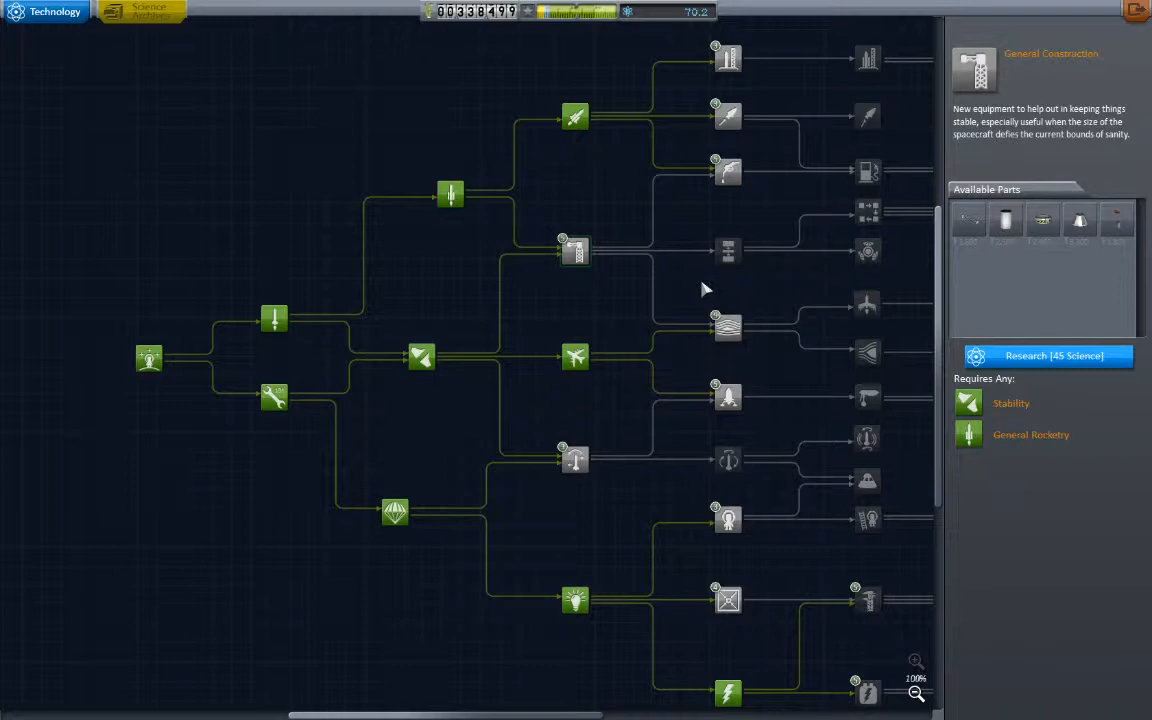 Technology
Science
Archives
00338499
70.2
General Construction
New equipment to help out in keeping things
stable, especially useful when the size of the
spacecraft defies the current bounds of sanity.
Available Parts
Research [45 Science]
Requires Any:
Stability
General Rocketry
100%